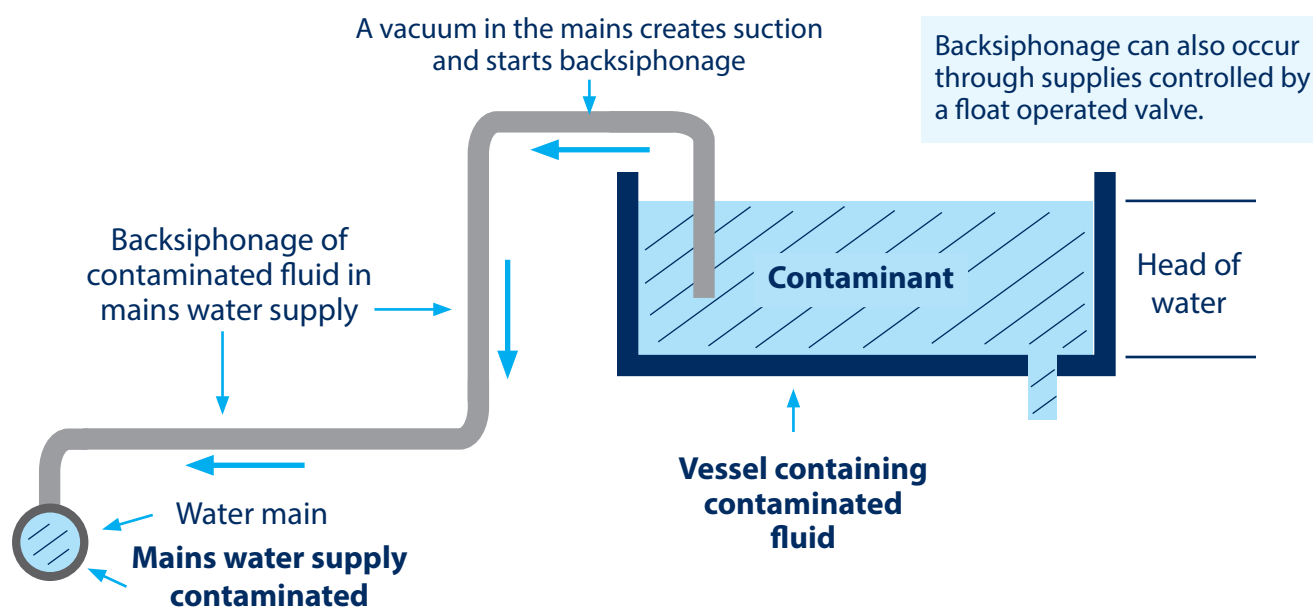 A vacuum in the mains creates suction
and starts backsiphonage
Backsiphonage can also occur
through supplies controlled by
a float operated valve.
Backsiphonage of
contaminated fluid in
mains water supply
Contaminant
Head of
water
Vessel containing
contaminated
fluid
Water main
Mains water supply
contaminated